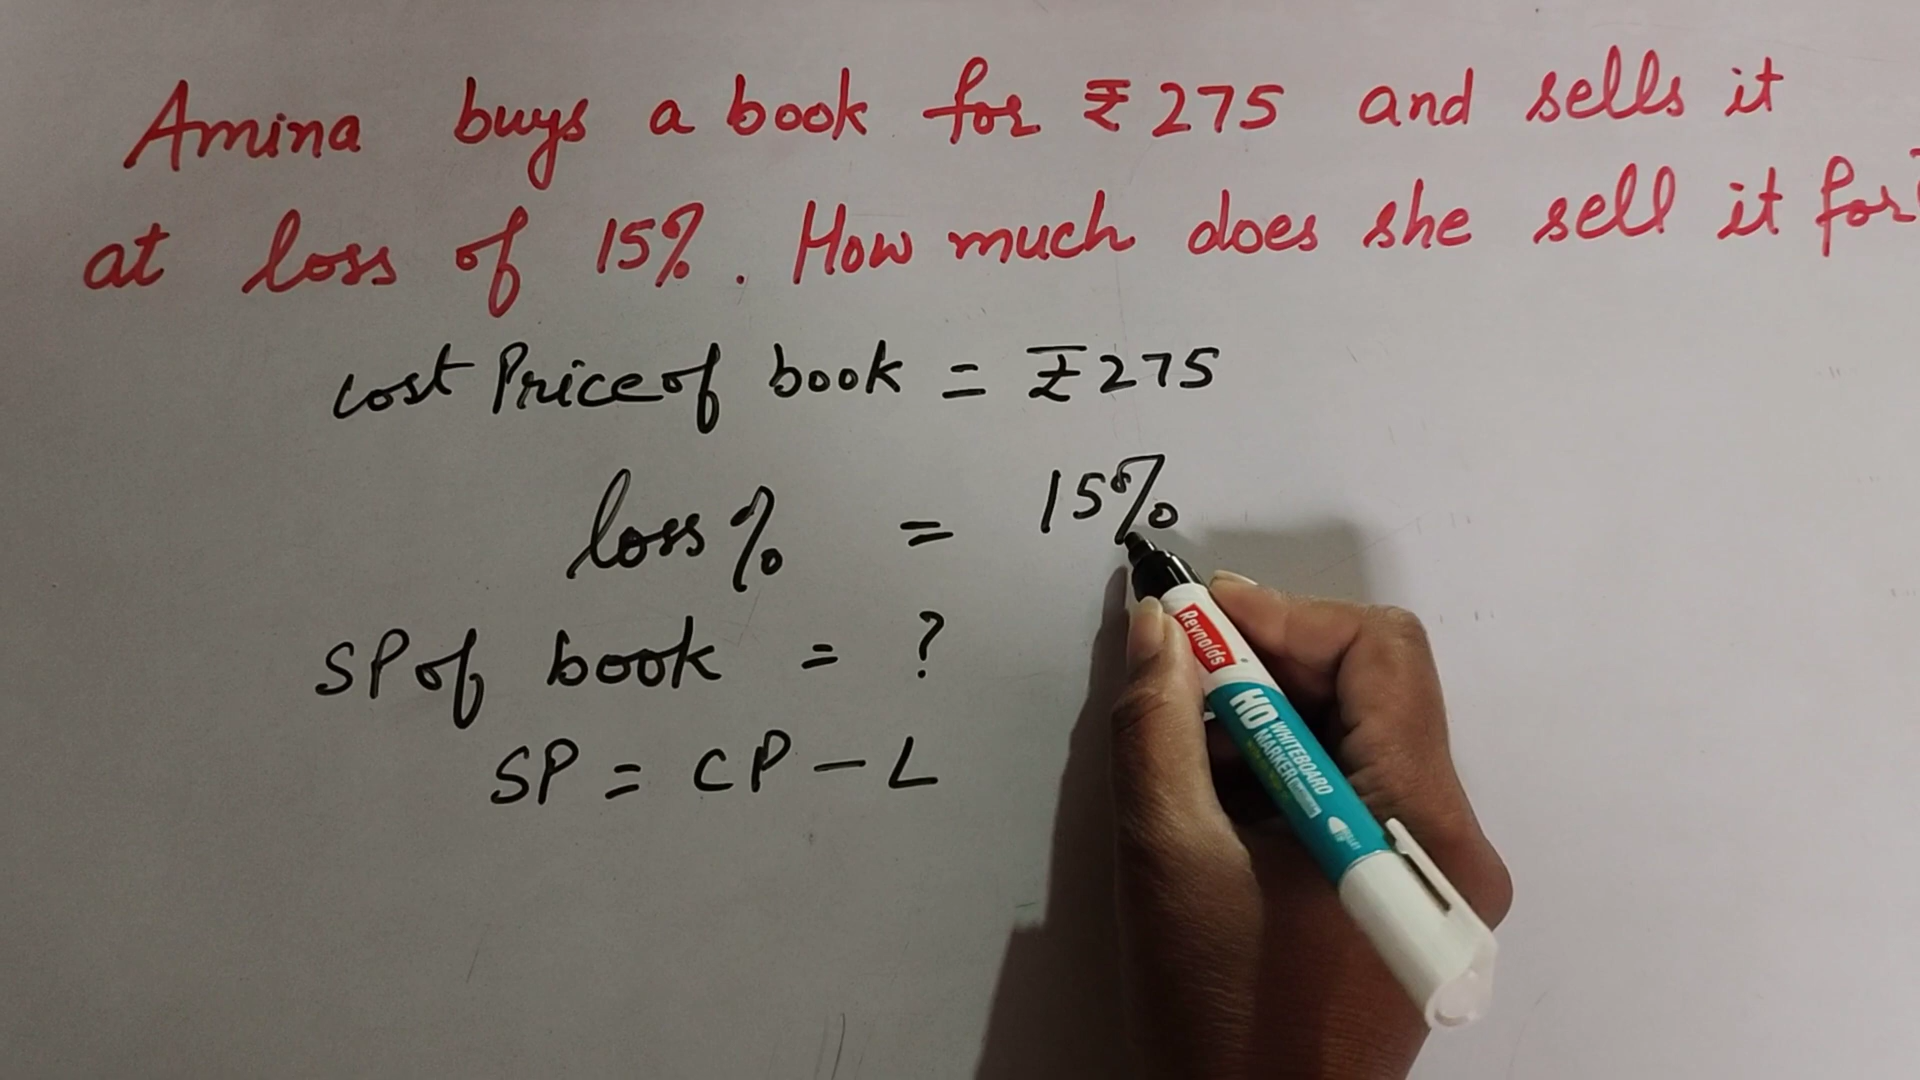 Amina buys a book for ₹ 275 and sells it
at loss of 15%. How much does she sell it for?
cost Price of book = ₹ 275
loss % = 15%
SP of book = ?
SP = CP - L
Reynolds
HO WHITEBOARD
MARKER